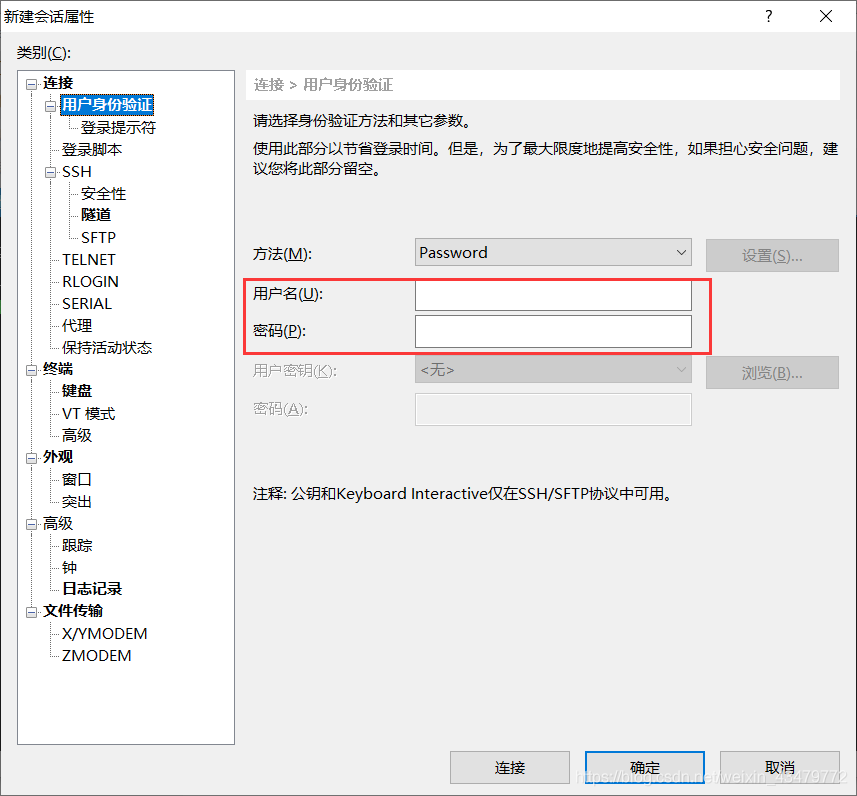 新建会话属性
?
类别(C):
连接
用户身份验证
登录提示符
登录脚本
SSH
安全性
隧道
SFTP
TELNET
RLOGIN
SERIAL
代理
保持活动状态
终端
键盘
VT 模式
高级
外观
窗口
突出
高级
跟踪
钟
日志记录
文件传输
X/YMODEM
ZMODEM
连接 > 用户身份验证
请选择身份验证方法和其它参数。
使用此部分以节省登录时间。但是，为了最大限度地提高安全性，如果担心安全问题，建
议您将此部分留空。
方法(M):
Password
设置(S)...
用户名(U):
密码(P):
用户密钥(K):
<无>
浏览(B)...
密码(A):
注释: 公钥和Keyboard Interactive仅在SSH/SFTP协议中可用。
连接
确定
取消
https://blog.csdn.net/weixin_43479772